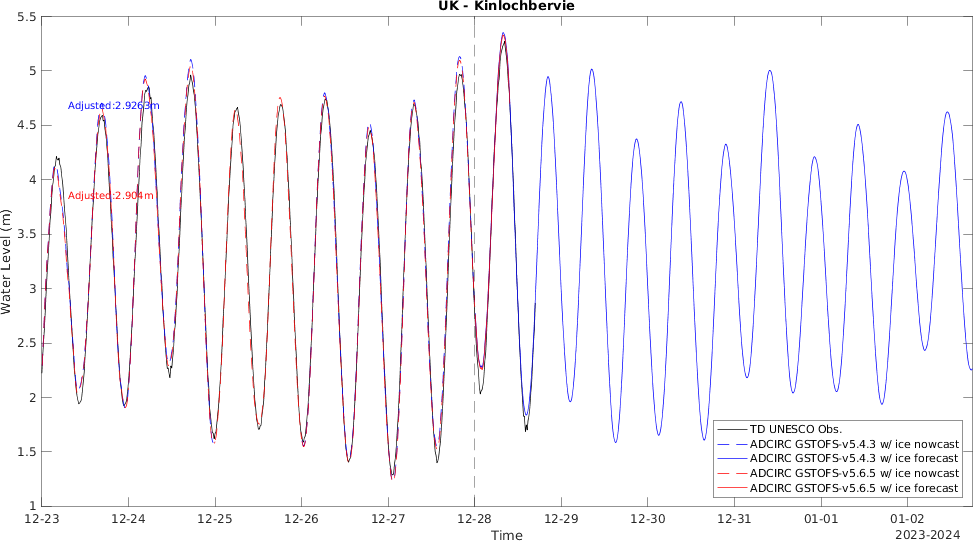 UK - Kinlochbervie
5.5
5
4.5
4
3.5
3
2.5
2
1.5
1
Water Level (m)
Adjusted:2.9263m
Adjusted:2.904m
TD UNESCO Obs.
ADCIRC GSTOFS-v5.4.3 w/ ice nowcast
ADCIRC GSTOFS-v5.4.3 w/ ice forecast
ADCIRC GSTOFS-v5.6.5 w/ ice nowcast
ADCIRC GSTOFS-v5.6.5 w/ ice forecast
12-23 12-24 12-25 12-26 12-27 12-28 12-29 12-30 12-31 01-01 01-02
Time
2023-2024